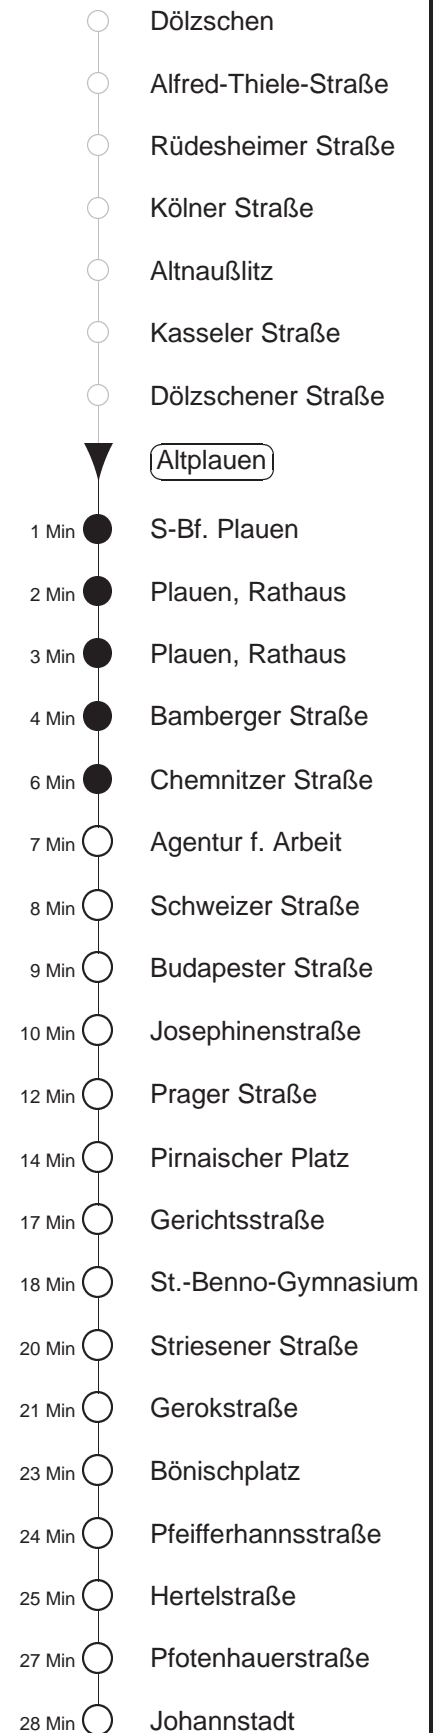 Dölzschen
Alfred-Thiele-Straße
Rüdesheimer Straße
Kölner Straße
Altnaußlitz
Kasseler Straße
Dölzschener Straße
Altplauen
1 Min S-Bf. Plauen
2 Min Plauen, Rathaus
3 Min Plauen, Rathaus
4 Min Bamberger Straße
6 Min Chemnitzer Straße
7 Min Agentur f. Arbeit
8 Min Schweizer Straße
9 Min Budapester Straße
10 Min Josephinenstraße
12 Min Prager Straße
14 Min Pirnaischer Platz
17 Min Gerichtsstraße
18 Min St.-Benno-Gymnasium
20 Min Striesener Straße
21 Min Gerokstraße
23 Min Bönischplatz
24 Min Pfeifferhannsstraße
25 Min Hertelstraße
27 Min Pfotenhauerstraße
28 Min Johannstadt